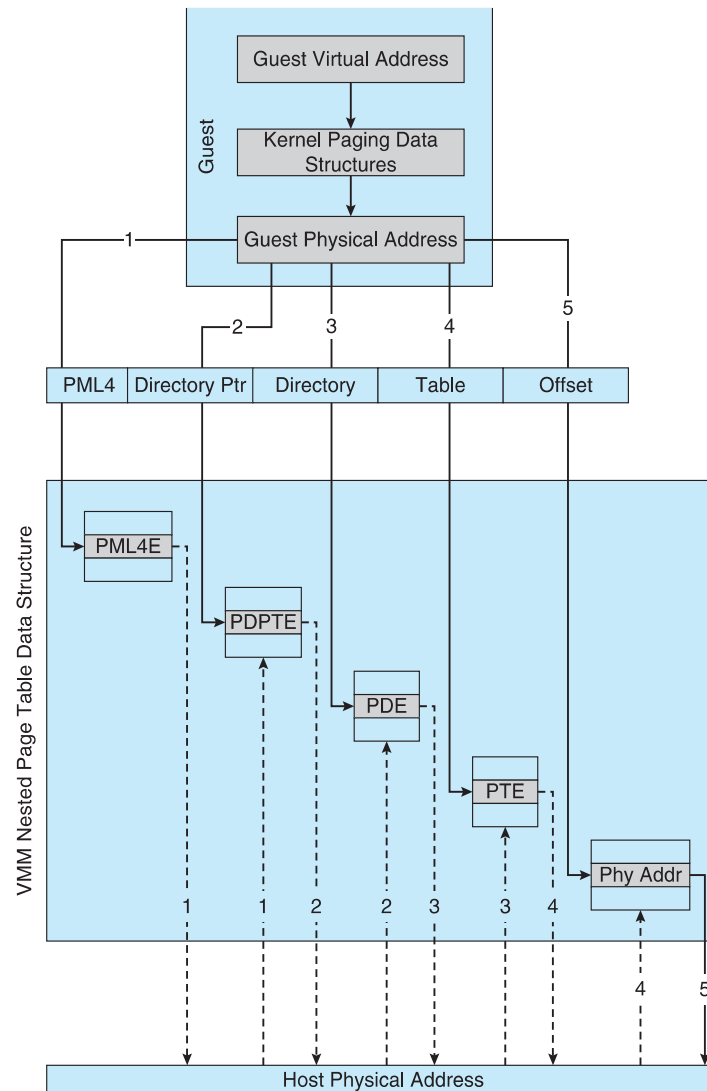 Guest
Guest Virtual Address
Kernel Paging Data
Structures
Guest Physical Address
1
2
3
4
5
PML4
Directory Ptr
Directory
Table
Offset
VMM Nested Page Table Data Structure
PML4E
PDPTE
PDE
PTE
Phy Addr
1
1
2
2
3
3
4
4
5
Host Physical Address